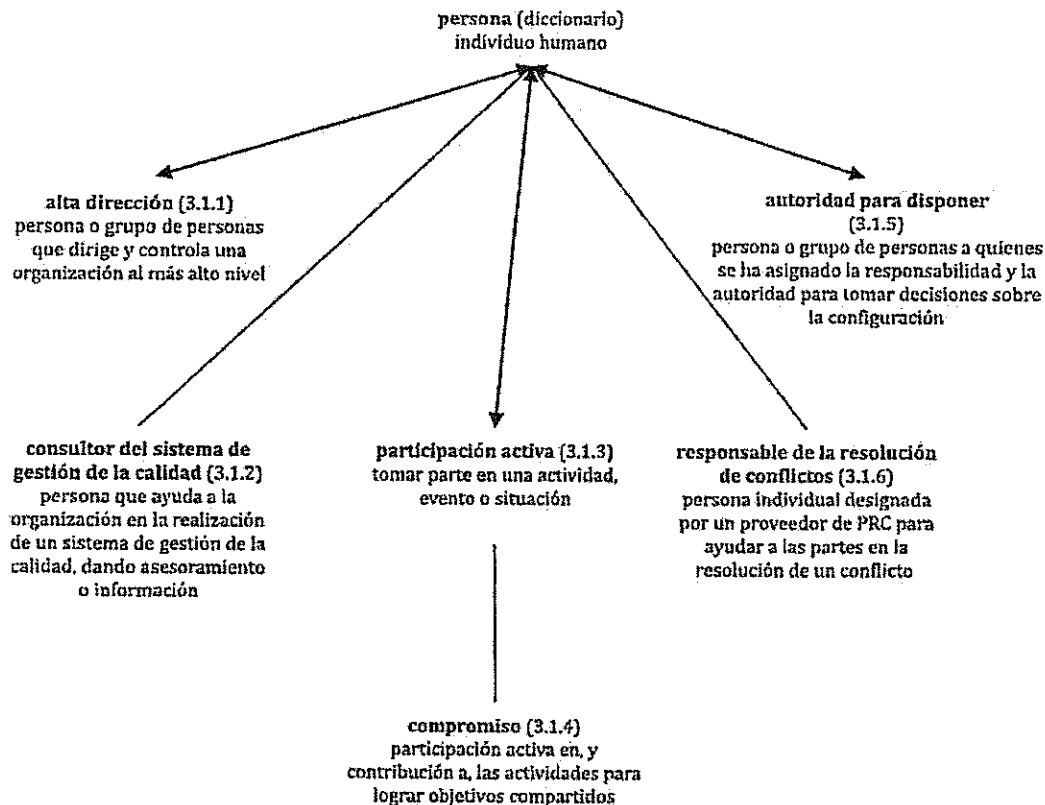 persona (diccionario)
individuo humano
alta dirección (3.1.1)
persona o grupo de personas
que dirige y controla una
organización al más alto nivel
autoridad para disponer
(3.1.5)
persona o grupo de personas a quienes
se ha asignado la responsabilidad y la
autoridad para tomar decisiones sobre
la configuración
consultor del sistema de
gestión de la calidad (3.1.2)
persona que ayuda a la
organización en la realización
de un sistema de gestión de la
calidad, dando asesoramiento
o información
participación activa (3.1.3)
tomar parte en una actividad,
evento o situación
responsable de la resolución
de conflictos (3.1.6)
persona individual designada
por un proveedor de PRC para
ayudar a las partes en la
resolución de un conflicto
compromiso (3.1.4)
participación activa en, y
contribución a, las actividades para
lograr objetivos compartidos